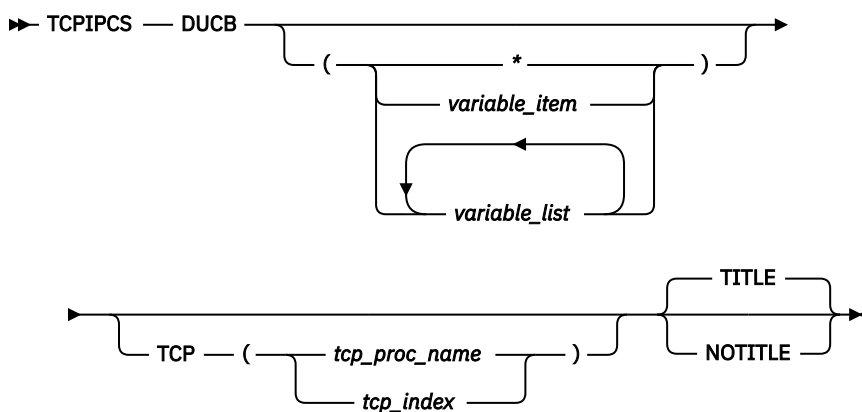 TCPIPCS DUCB
( * )
variable_item
variable_list
TITLE
TCP ( tcp_proc_name ) NOTITLE
tcp_index